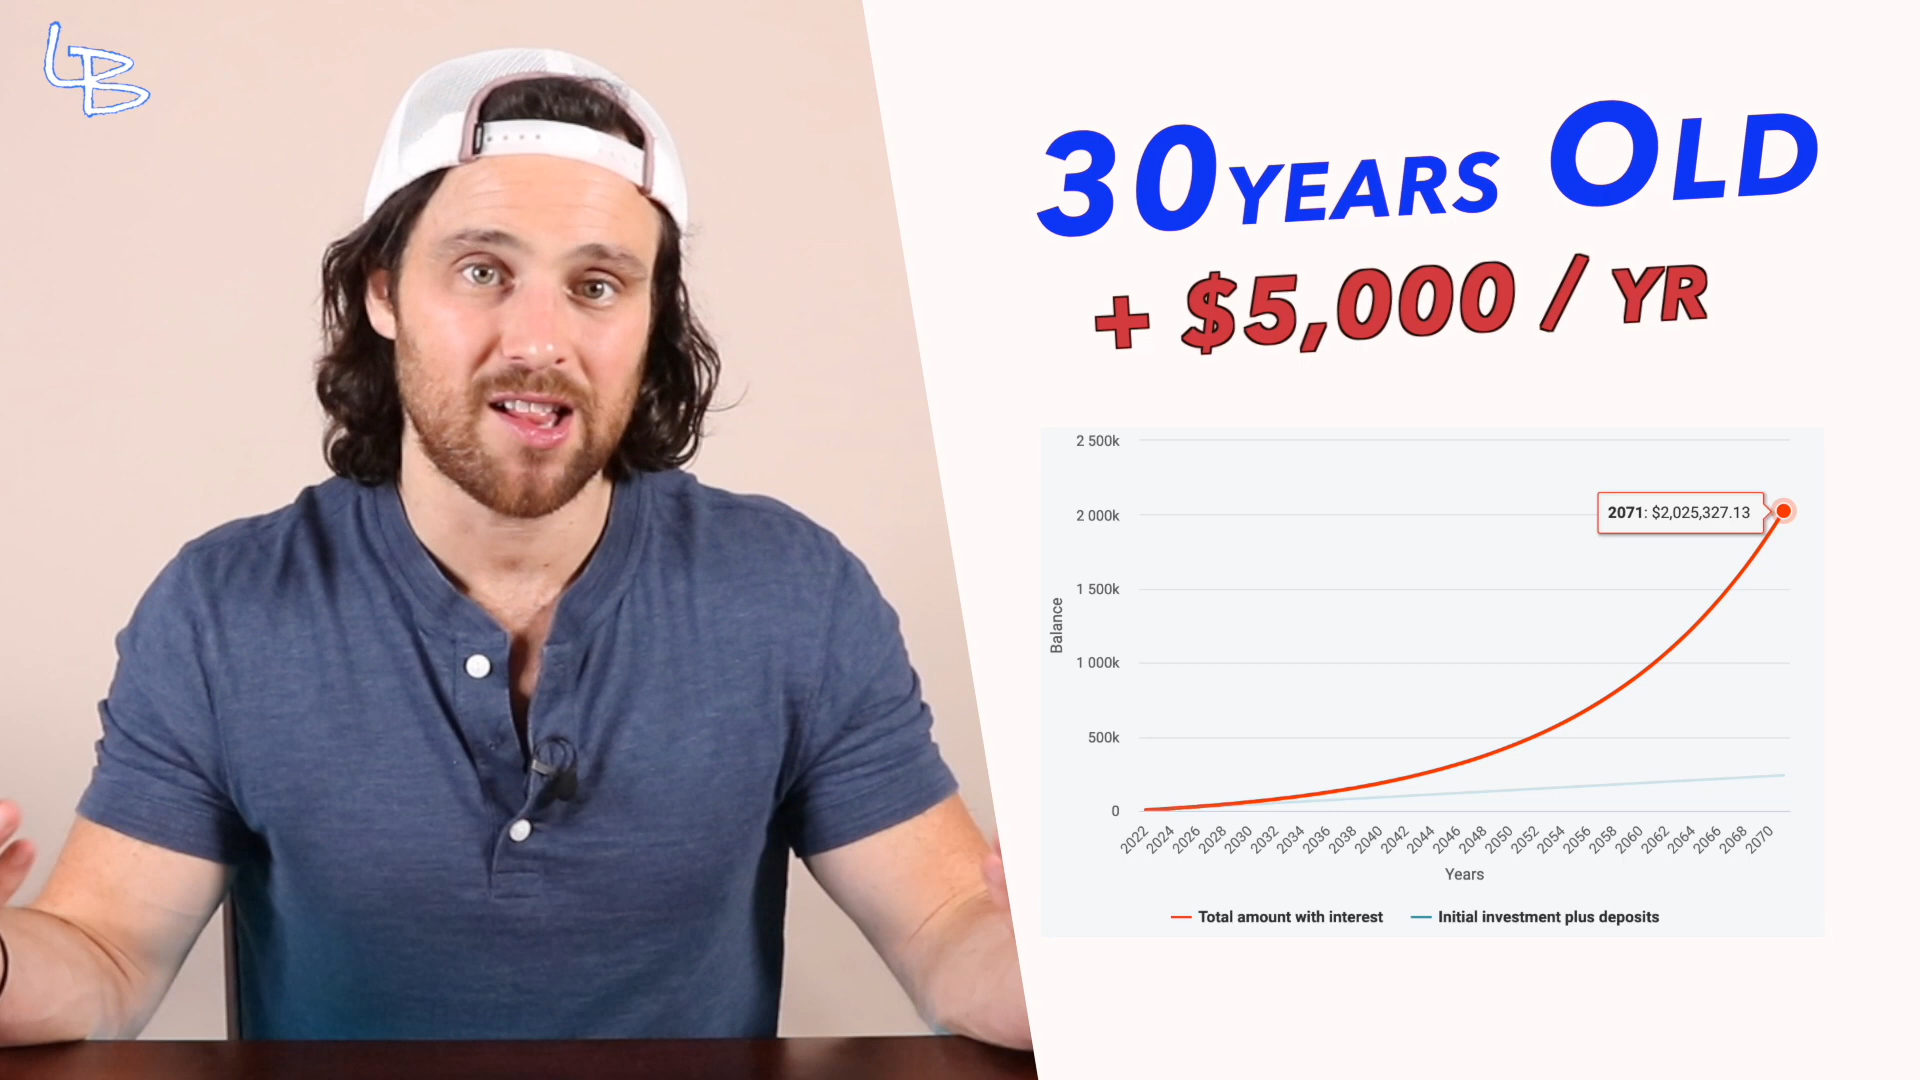 LB
30 YEARS OLD
+ $5,000 / YR
2 500k
2 000k
1 500k
1 000k
500k
0
Balance
2071: $2,025,327.13
2022 2024 2026 2028 2030 2032 2034 2036 2038 2040 2042 2044 2046 2048 2050 2052 2054 2056 2058 2060 2062 2064 2066 2068 2070
Years
Total amount with interest Initial investment plus deposits